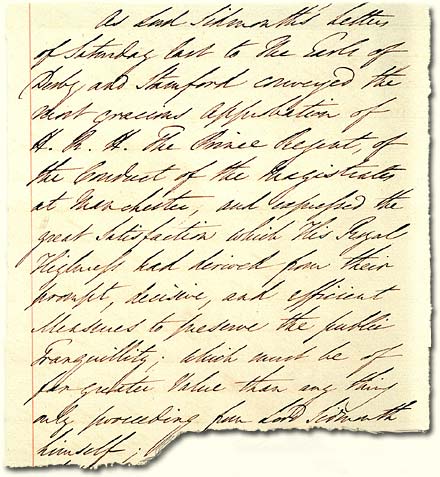 As Lord Sidmouth's Letters
of Saturday last to the Earls of
Derby and Stamford conveyed the
most gracious Approbation of
H. R. H. The Prince Regent, of
the Conduct of the Magistrates
at Manchester, and expressed the
great Satisfaction which His Royal
Highness had derived from their
prompt, decisive, and efficient
Measures to preserve the public
Tranquillity; which must be of
far greater Value than any thing
only proceeding from Lord Sidmouth
himself;